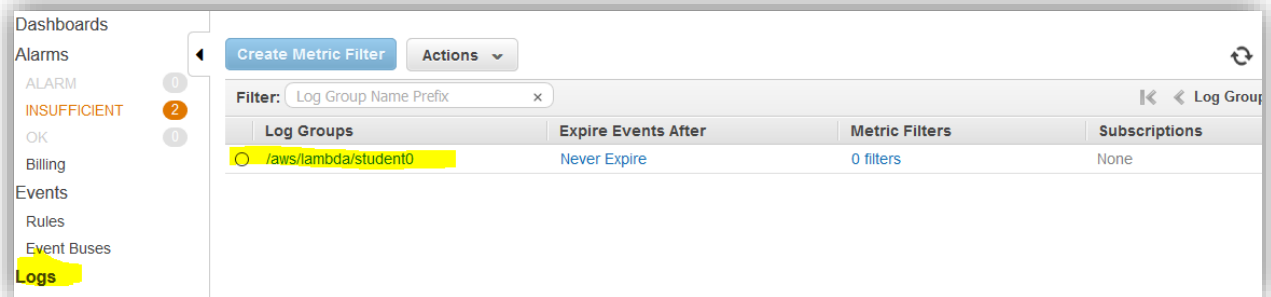 Dashboards
Alarms
ALARM 0
INSUFFICIENT 2
OK 0
Billing
Events
Rules
Event Buses
Logs
Create Metric Filter Actions
Filter: Log Group Name Prefix × Log Group
Log Groups Expire Events After Metric Filters Subscriptions
/aws/lambda/student0 Never Expire 0 filters None